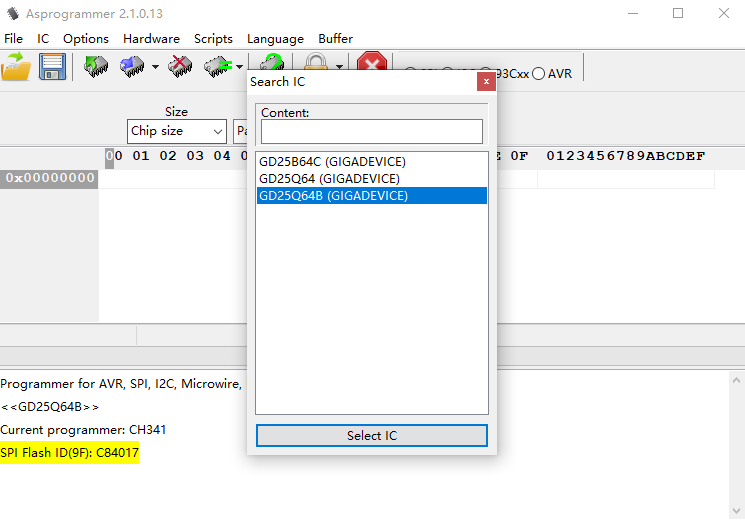 Asprogrammer 2.1.0.13
File IC Options Hardware Scripts Language Buffer
93Cxx AVR
Search IC
x
Size
Content:
Chip size
00 01 02 03 04 0F 0123456789ABCDEF
GD25B64C (GIGADEVICE)
0x00000000
GD25Q64 (GIGADEVICE)
GD25Q64B (GIGADEVICE)
Programmer for AVR, SPI, I2C, Microwire,
<<GD25Q64B>>
Current programmer: CH341
Select IC
SPI Flash ID(9F): C84017